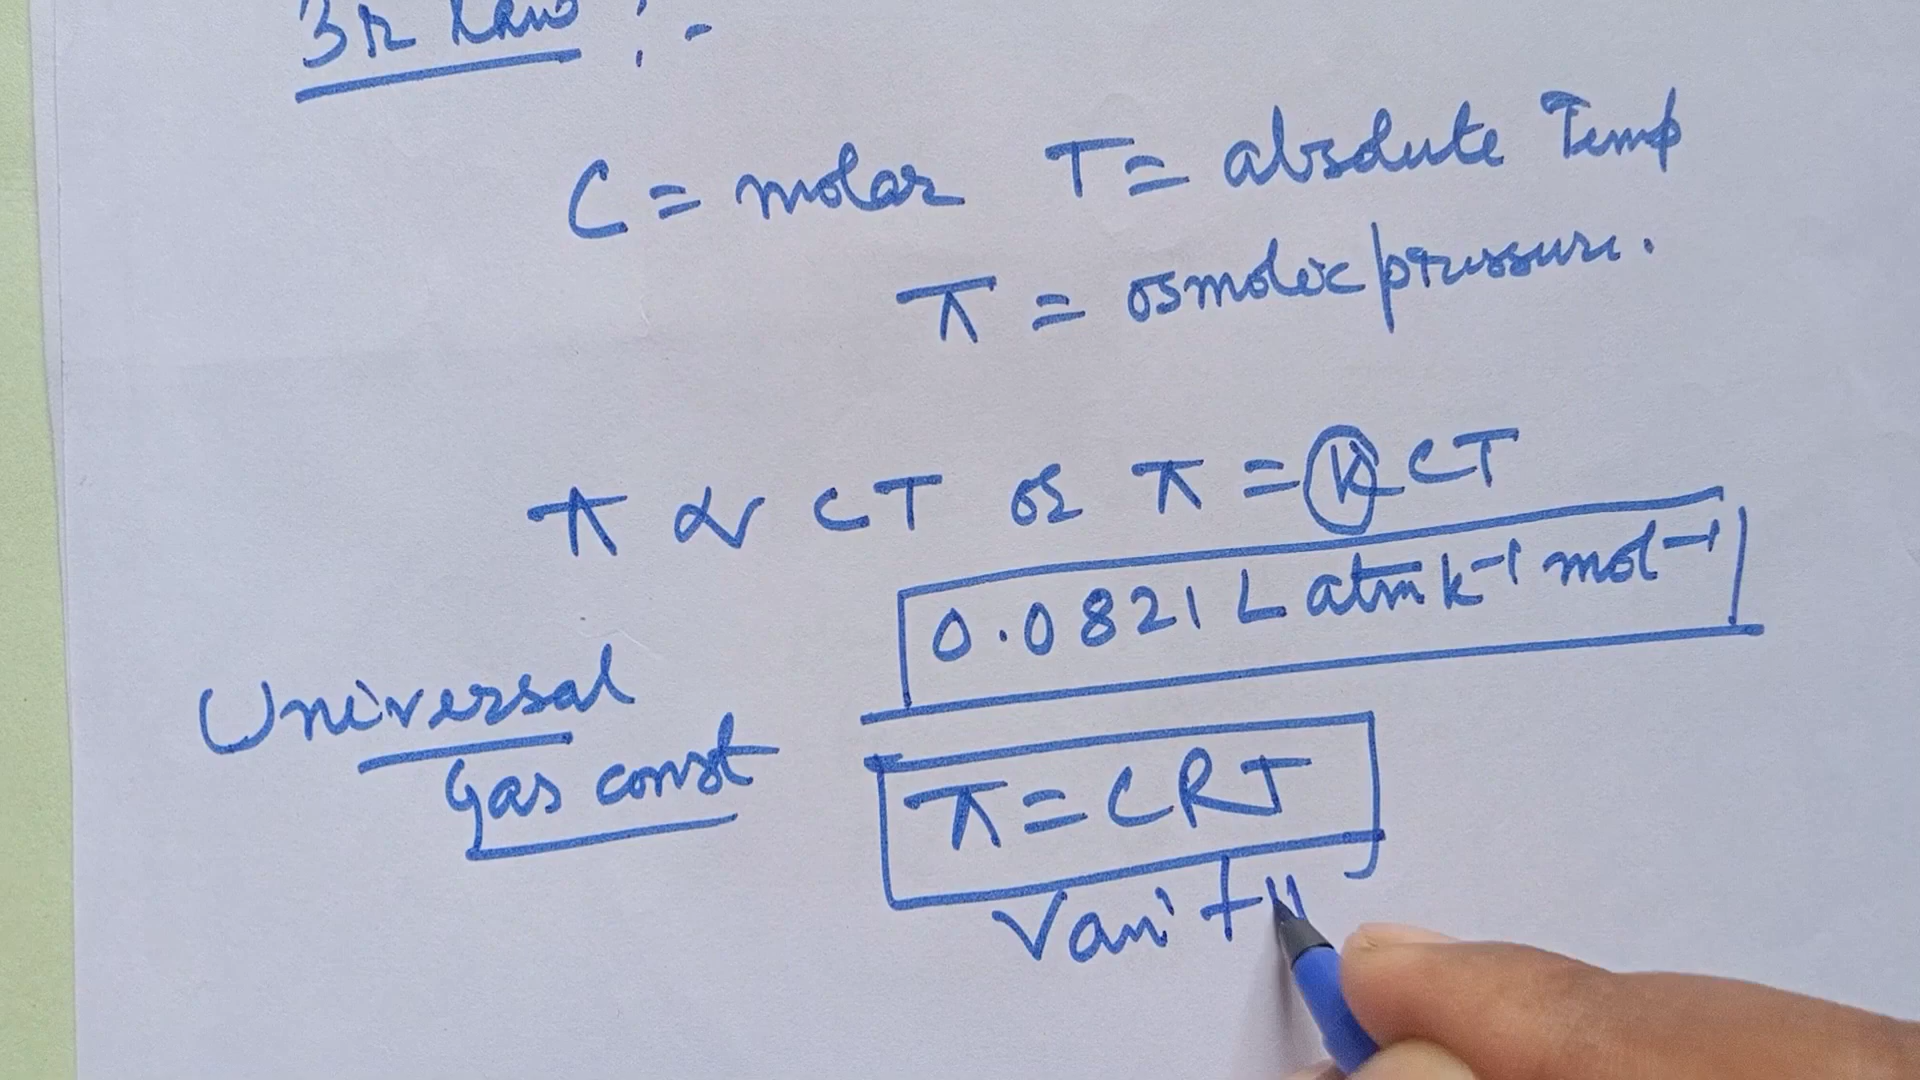 3r Law :-
C = molar T = absolute Temp
π = osmotic pressure.
π ∝ CT or π = K CT
0.0821 L atm k⁻¹ mol⁻¹
Universal
Gas const
π = CRT
Van't H